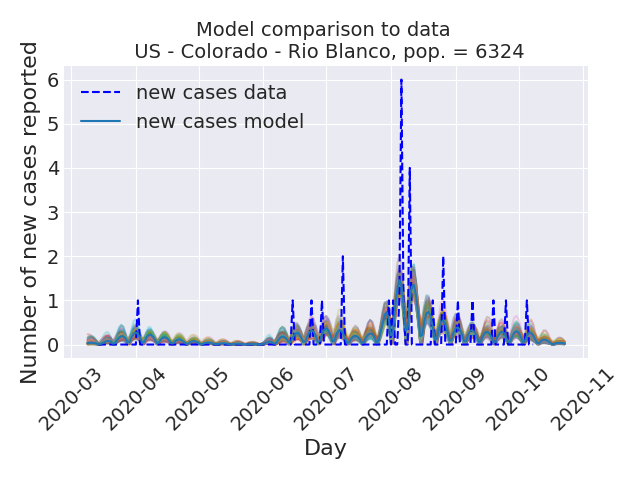 Model comparison to data
US - Colorado - Rio Blanco, pop. = 6324
Number of new cases reported
6
5
4
3
2
1
0
new cases data
new cases model
2020-03
2020-04
2020-05
2020-06
2020-07
2020-08
2020-09
2020-10
2020-11
Day